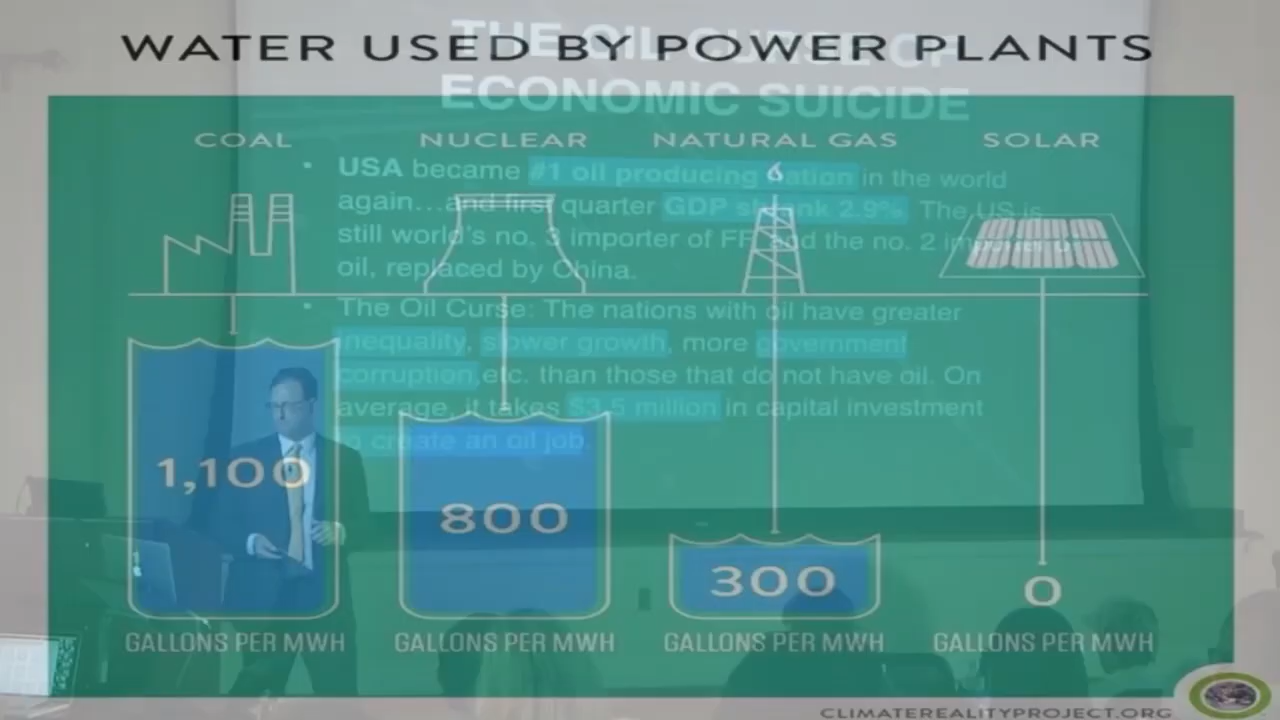 WATER USED BY POWER PLANTS
THE OIL CURSE OF
ECONOMIC SUICIDE
COAL
NUCLEAR
NATURAL GAS
SOLAR
• USA became #1 oil producing nation in the world
again…and first quarter GDP shrank 2.9%. The US is
still world's no. 3 importer of FF and the no. 2 importer of
oil, replaced by China.
• The Oil Curse: The nations with oil have greater
inequality, slower growth, more government
corruption,etc. than those that do not have oil. On
average, it takes $3.5 million in capital investment
to create an oil job.
1,100
800
300
0
GALLONS PER MWH
GALLONS PER MWH
GALLONS PER MWH
GALLONS PER MWH
CLIMATEREALITYPROJECT.ORG